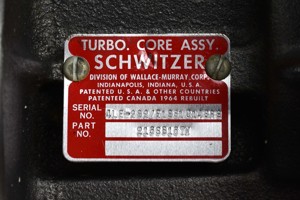 TURBO. CORE ASSY.
SCHWITZER
DIVISION OF WALLACE-MURRAY CORP.
INDIANAPOLIS, INDIANA, U.S.A.
PATENTED U.S.A. & OTHER COUNTRIES
PATENTED CANADA 1964 REBUILT
SERIAL
NO.
PART
NO.